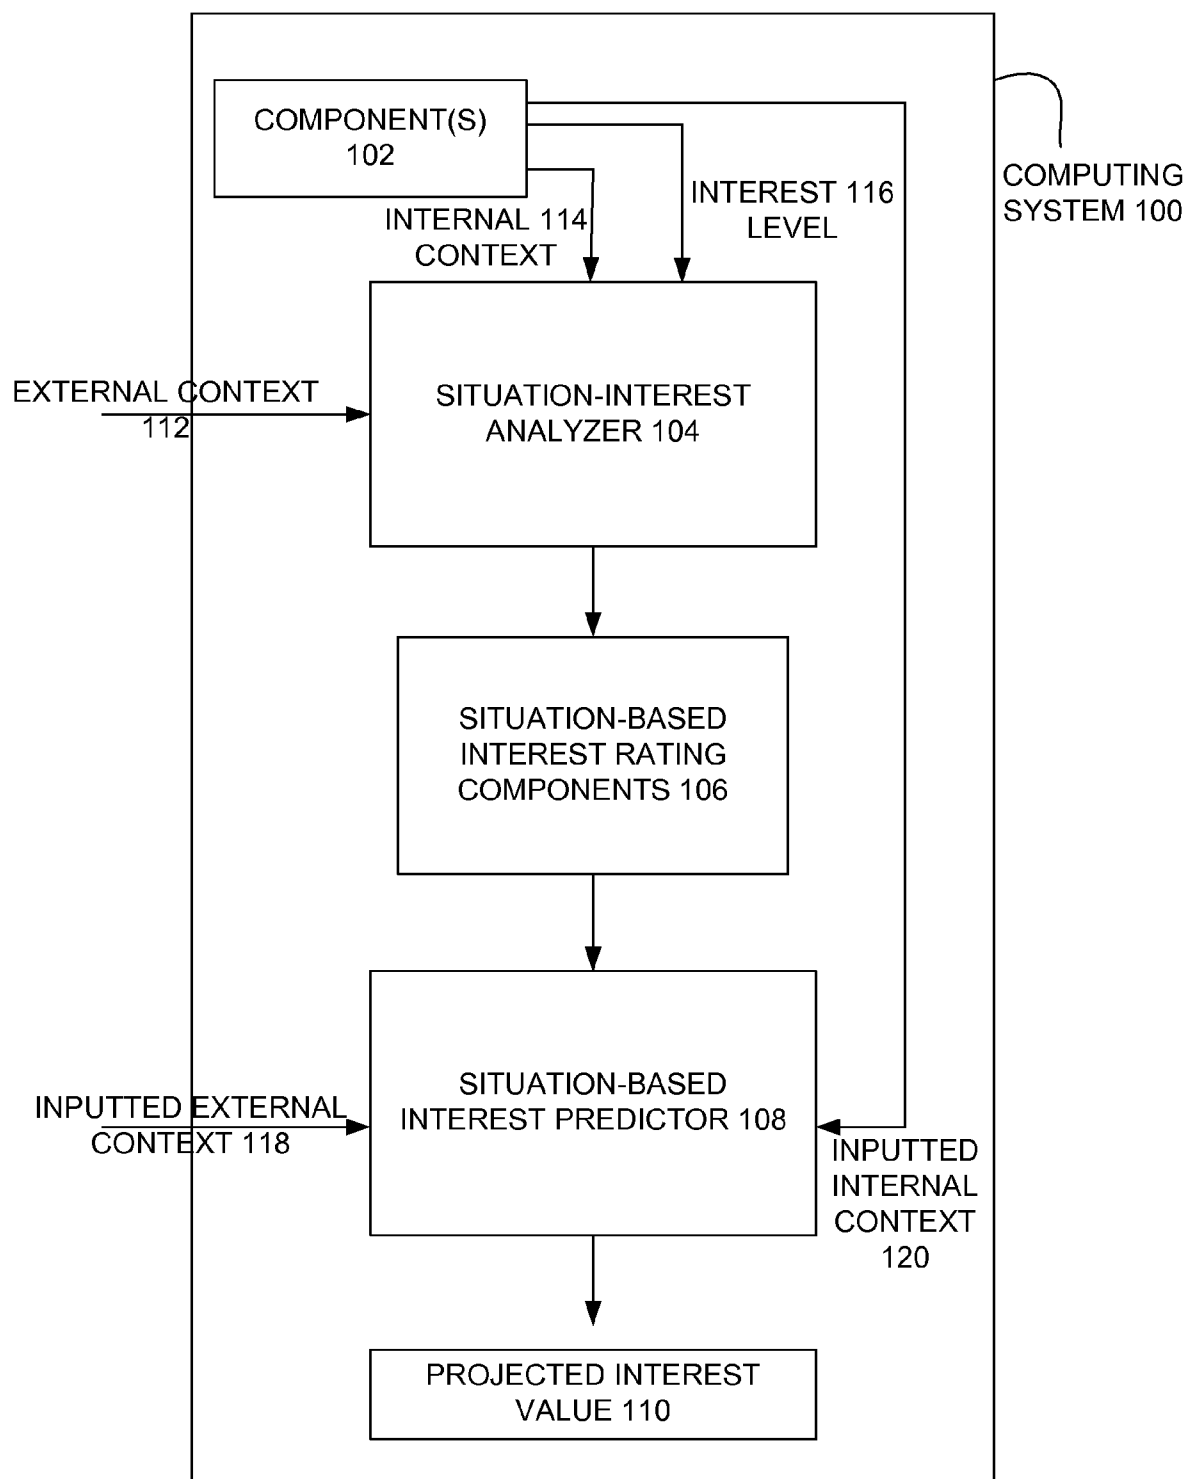 COMPONENT(S)
102
COMPUTING
SYSTEM 100
INTERNAL 114
CONTEXT
INTEREST 116
LEVEL
EXTERNAL CONTEXT
112
SITUATION-INTEREST
ANALYZER 104
SITUATION-BASED
INTEREST RATING
COMPONENTS 106
INPUTTED EXTERNAL
CONTEXT 118
SITUATION-BASED
INTEREST PREDICTOR 108
INPUTTED
INTERNAL
CONTEXT
120
PROJECTED INTEREST
VALUE 110